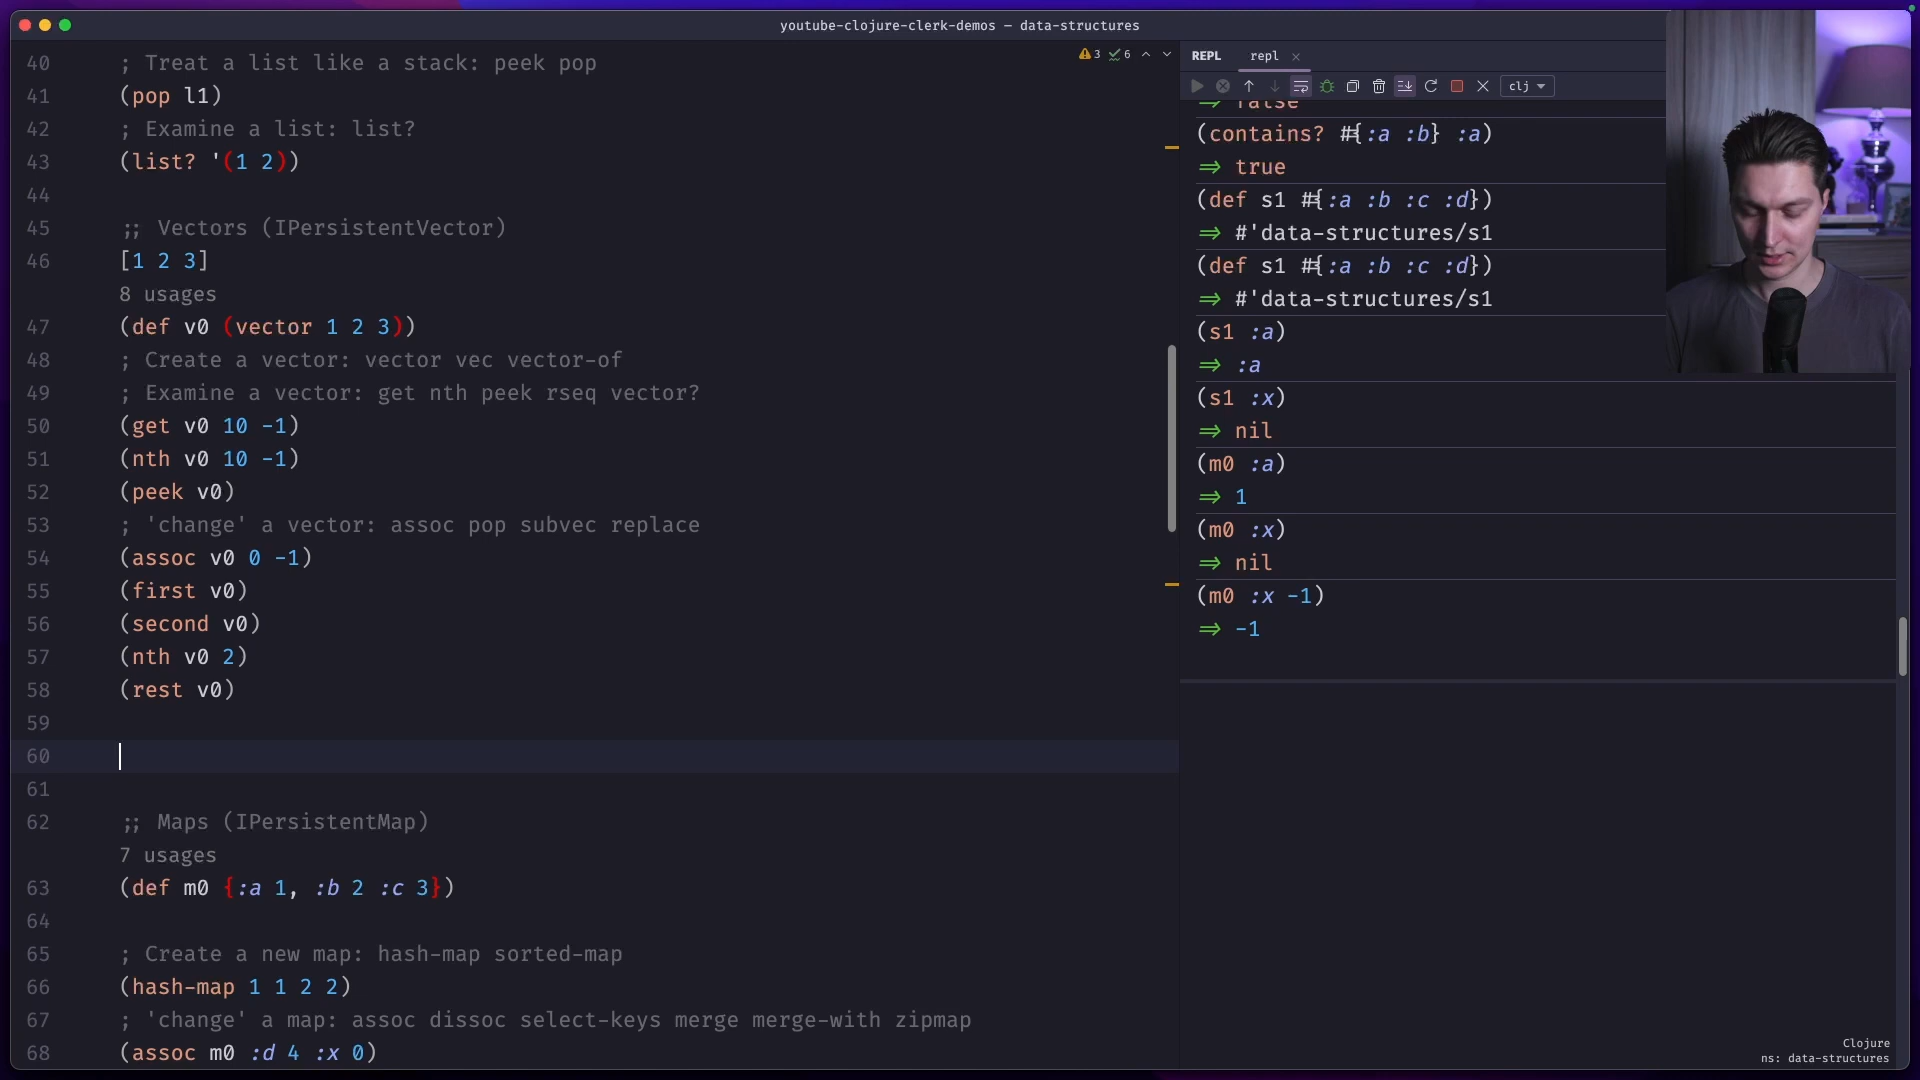 youtube-clojure-clerk-demos – data-structures
40 ; Treat a list like a stack: peek pop
41 (pop l1)
42 ; Examine a list: list?
43 (list? '(1 2))
44
45 ;; Vectors (IPersistentVector)
46 [1 2 3]
8 usages
47 (def v0 (vector 1 2 3))
48 ; Create a vector: vector vec vector-of
49 ; Examine a vector: get nth peek rseq vector?
50 (get v0 10 -1)
51 (nth v0 10 -1)
52 (peek v0)
53 ; 'change' a vector: assoc pop subvec replace
54 (assoc v0 0 -1)
55 (first v0)
56 (second v0)
57 (nth v0 2)
58 (rest v0)
59
60
61
62 ;; Maps (IPersistentMap)
7 usages
63 (def m0 {:a 1, :b 2 :c 3})
64
65 ; Create a new map: hash-map sorted-map
66 (hash-map 1 1 2 2)
67 ; 'change' a map: assoc dissoc select-keys merge merge-with zipmap
68 (assoc m0 :d 4 :x 0)
3 6
REPL repl
clj
=> false
(contains? #{:a :b} :a)
=> true
(def s1 #{:a :b :c :d})
=> #'data-structures/s1
(def s1 #{:a :b :c :d})
=> #'data-structures/s1
(s1 :a)
=> :a
(s1 :x)
=> nil
(m0 :a)
=> 1
(m0 :x)
=> nil
(m0 :x -1)
=> -1
Clojure
ns: data-structures